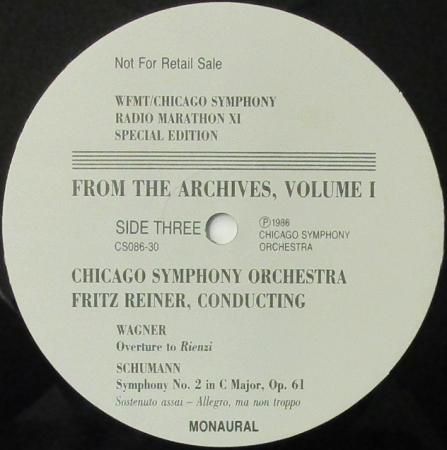 Not For Retail Sale
WFMT/CHICAGO SYMPHONY
RADIO MARATHON XI
SPECIAL EDITION
FROM THE ARCHIVES, VOLUME I
SIDE THREE
CS086-30
Ⓟ1986
CHICAGO SYMPHONY
ORCHESTRA
CHICAGO SYMPHONY ORCHESTRA
FRITZ REINER, CONDUCTING
WAGNER
Overture to Rienzi
SCHUMANN
Symphony No. 2 in C Major, Op. 61
Sostenuto assai – Allegro, ma non troppo
MONAURAL